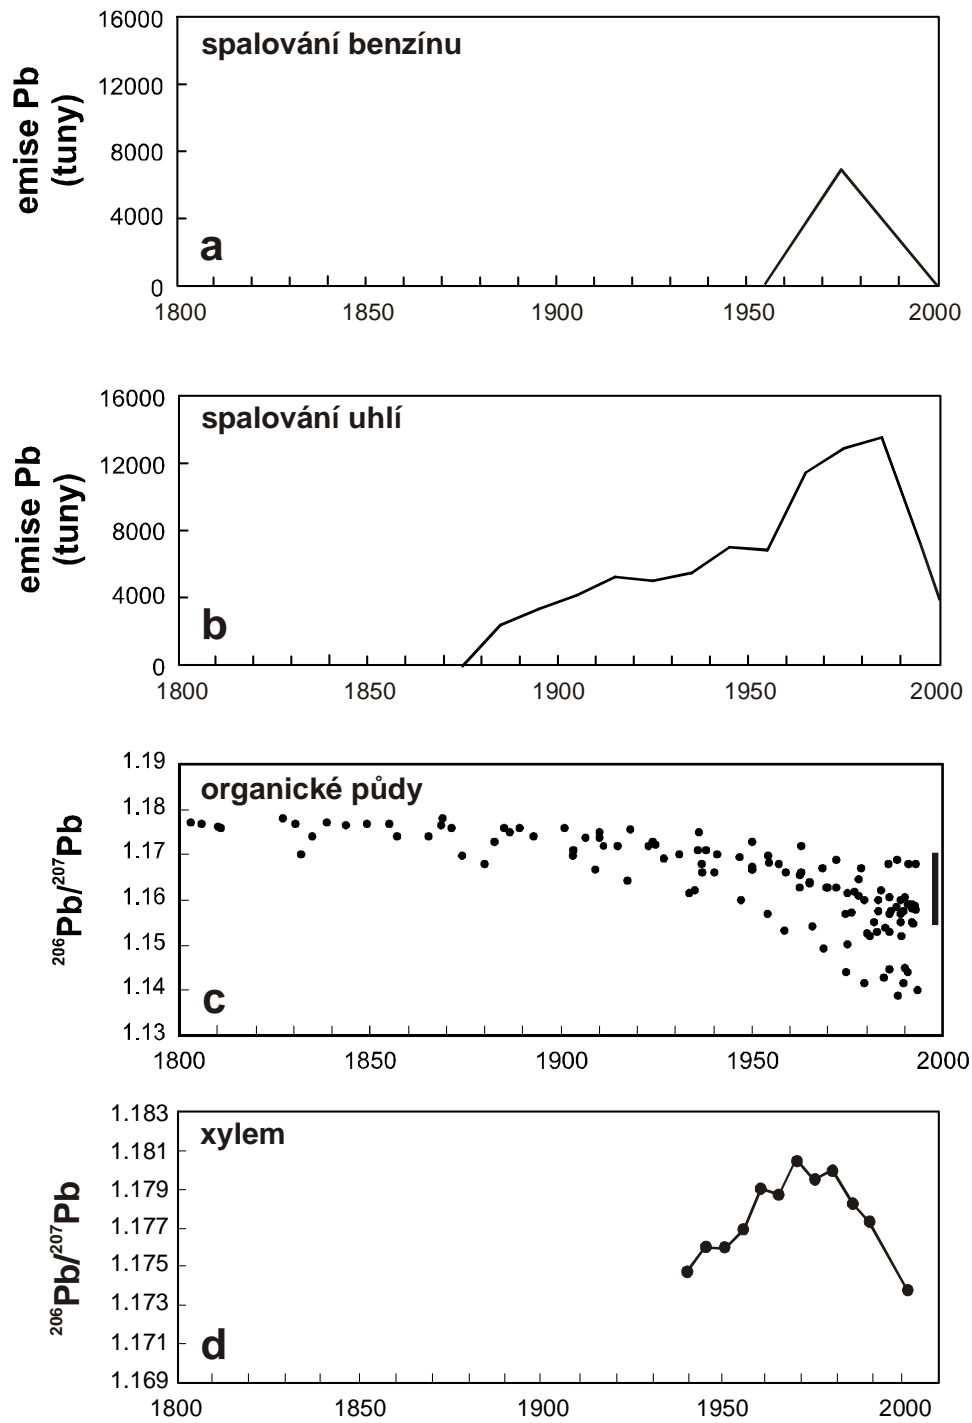 16000
spalování benzínu
12000
emise Pb
(tuny)
8000
4000
a
0
1800 1850 1900 1950 2000
16000
spalování uhlí
12000
emise Pb
(tuny)
8000
4000
b
0
1800 1850 1900 1950 2000
1.19
organické půdy
1.18
1.17
²⁰⁶Pb/²⁰⁷Pb
1.16
1.15
1.14
c
1.13
1800 1850 1900 1950 2000
1.183
xylem
1.181
1.179
²⁰⁶Pb/²⁰⁷Pb
1.177
1.175
1.173
1.171
d
1.169
1800 1850 1900 1950 2000